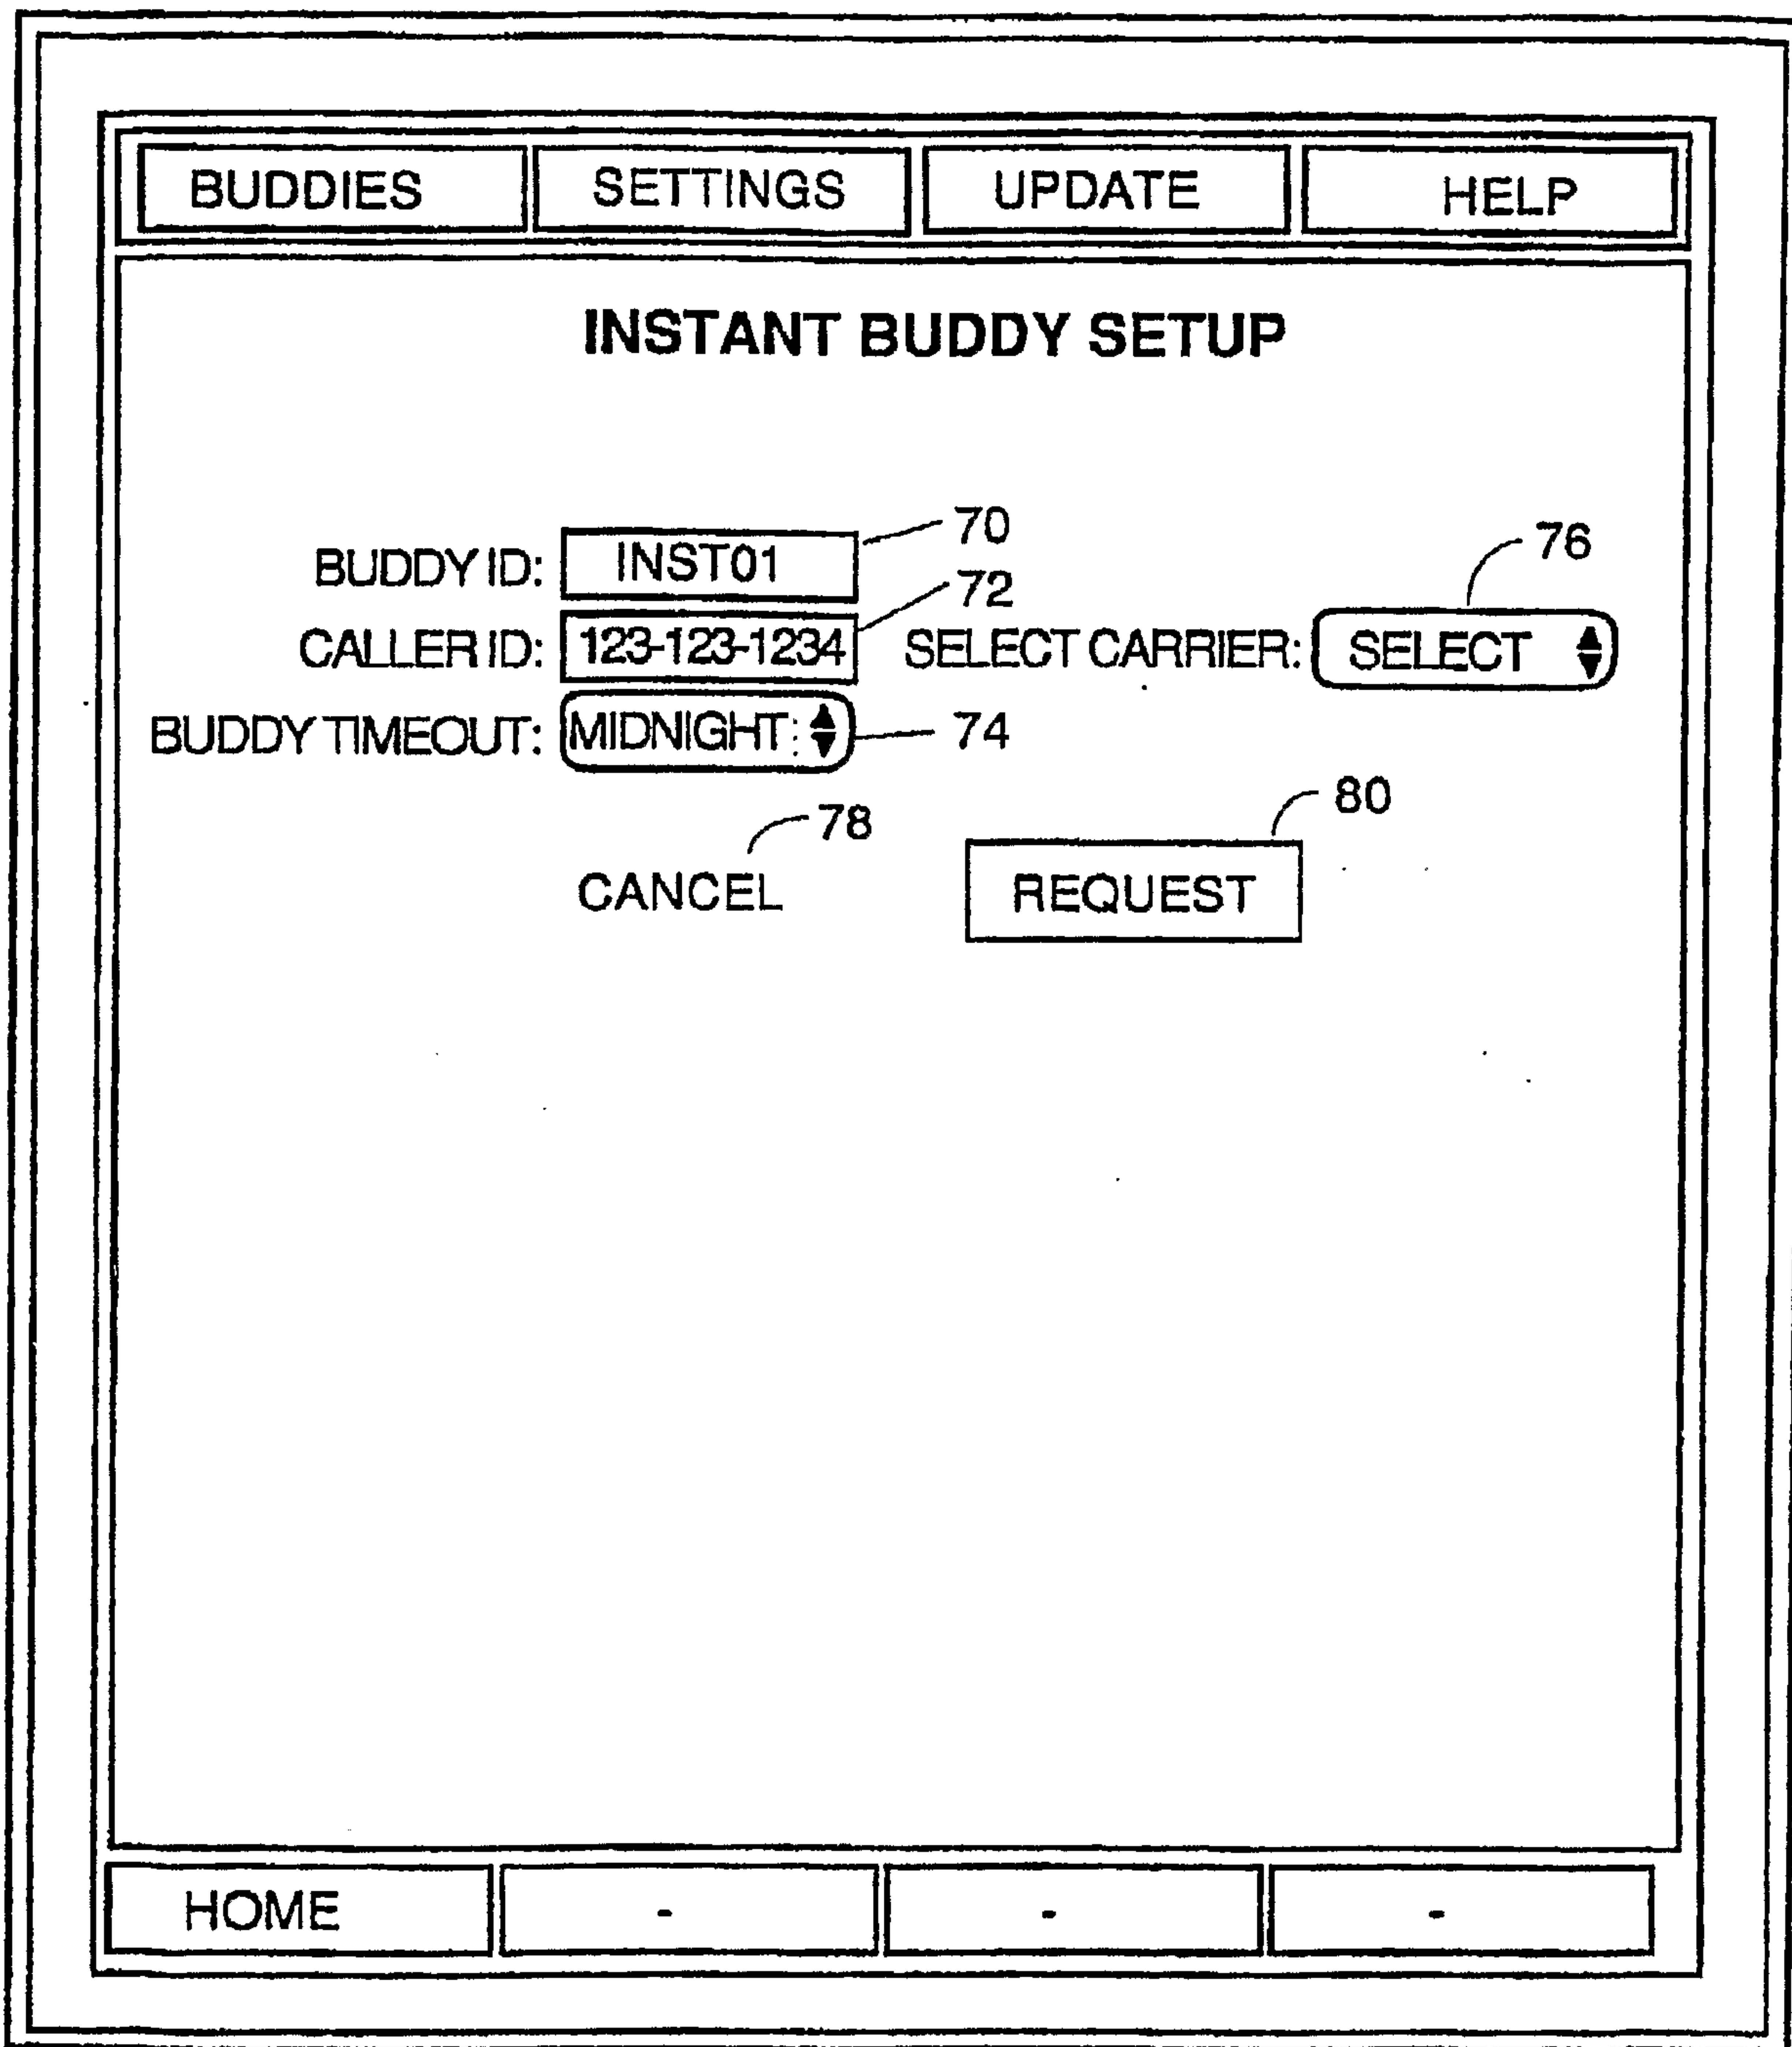 BUDDIES SETTINGS UPDATE HELP
INSTANT BUDDY SETUP
BUDDY ID: INST01 70
CALLER ID: 123-123-1234 72 SELECT CARRIER: SELECT 76
BUDDY TIMEOUT: MIDNIGHT 74
CANCEL 78 REQUEST 80
HOME - - -